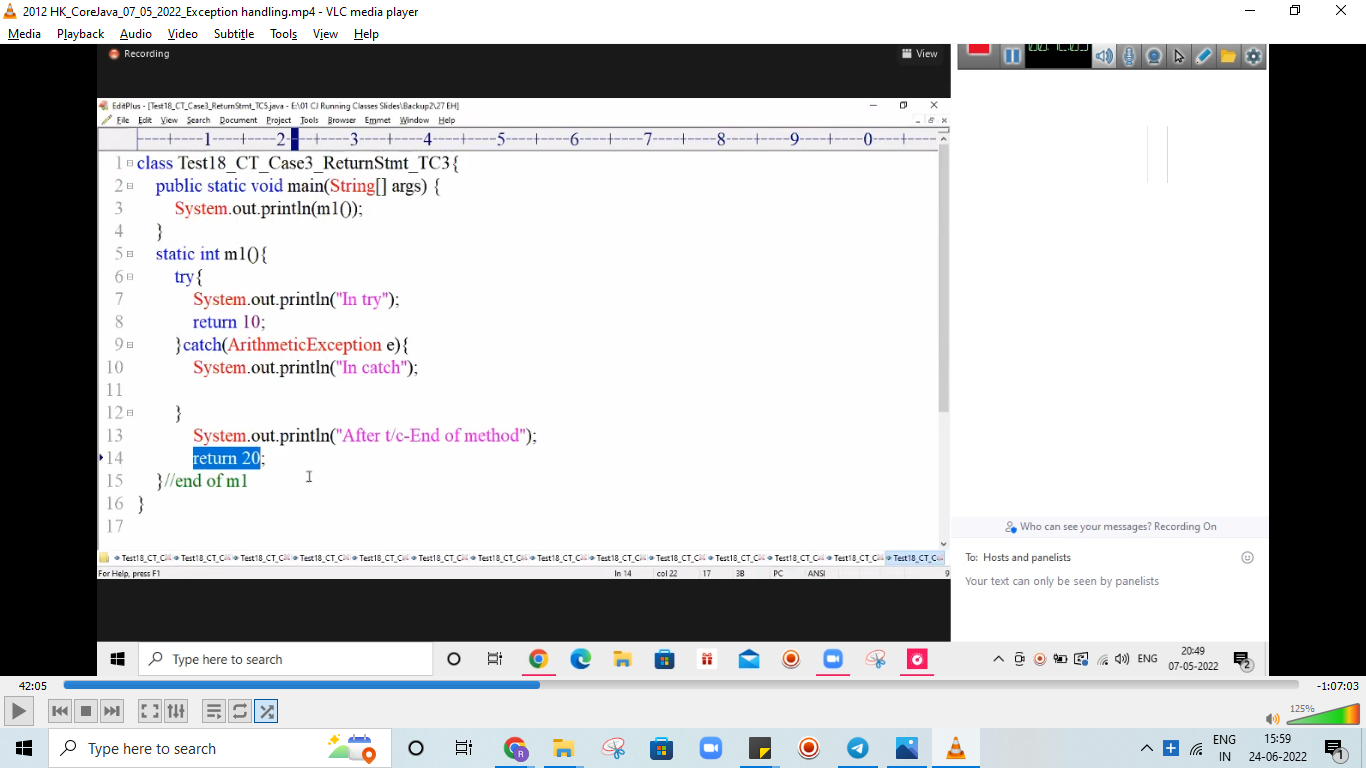 2012 HK_CoreJava_07_05_2022_Exception handling.mp4 - VLC media player
Media Playback Audio Video Subtitle Tools View Help
Recording
View
EditPlus - [Test18_CT_Case3_ReturnStmt_TC5.java - E:\01 CJ Running Classes Slides\Backup2\27 EH]
File Edit View Search Document Project Tools Browser Emmet Window Help
----+----1----+----2----+----3----+----4----+----5----+----6----+----7----+----8----+----9----+----0----+--
1 class Test18_CT_Case3_ReturnStmt_TC3{
2 public static void main(String[] args) {
3 System.out.println(m1());
4 }
5 static int m1(){
6 try{
7 System.out.println("In try");
8 return 10;
9 }catch(ArithmeticException e){
10 System.out.println("In catch");
11
12 }
13 System.out.println("After t/c-End of method");
14 return 20;
15 }//end of m1
16 }
17
Test18_CT_C Test18_CT_C Test18_CT_C Test18_CT_C Test18_CT_C Test18_CT_C Test18_CT_C Test18_CT_C Test18_CT_C Test18_CT_C Test18_CT_C Test18_CT_C Test18_CT_C Test18_CT_C
For Help, press F1 ln 14 col 22 17 3B PC ANSI 9
Who can see your messages? Recording On
To: Hosts and panelists
Your text can only be seen by panelists
Type here to search
ENG
20:49
07-05-2022
2
42:05
-1:07:03
125%
Type here to search
ENG
IN
15:59
24-06-2022
1